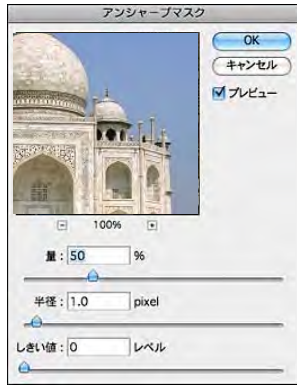 アンシャープマスク
OK
キャンセル
プレビュー
100%
量 : 50 %
半径 : 1.0 pixel
しきい値 : 0 レベル